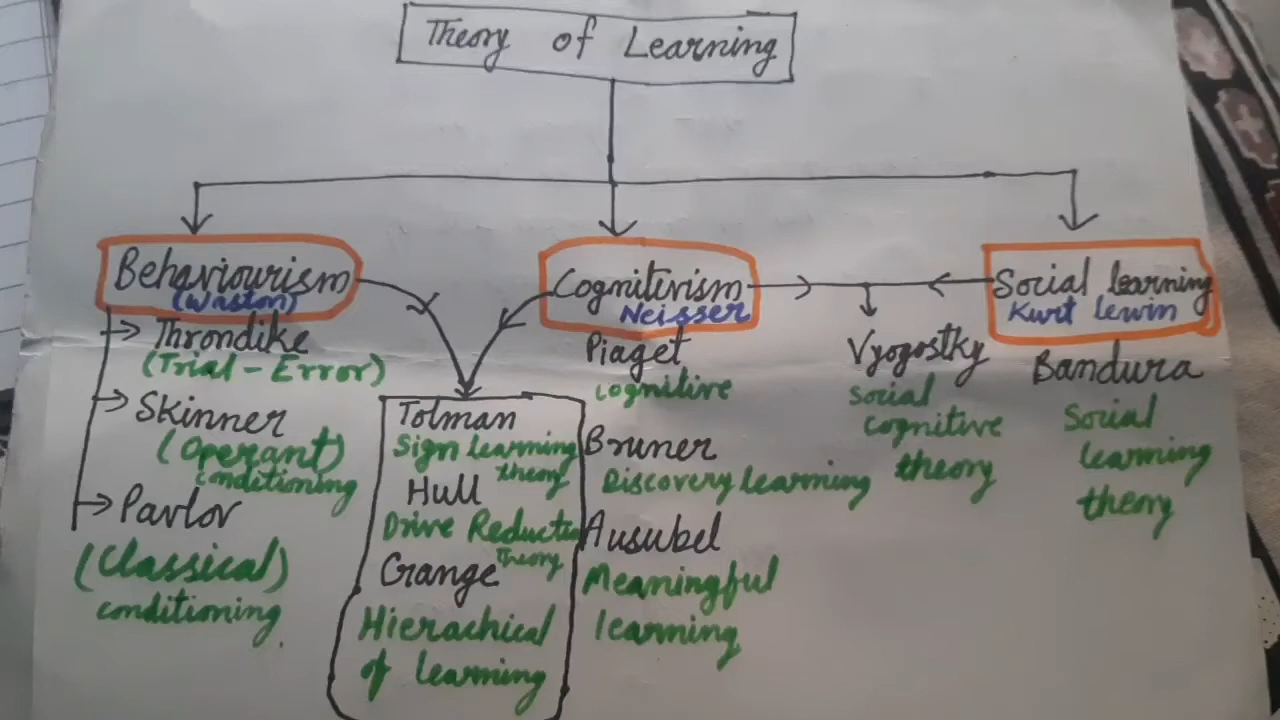 Theory of Learning
Behaviourism
(Waston)
Throndike
(Trial - Error)
Skinner
(Operant)
conditioning
Pavlov
(Classical)
conditioning
Tolman
Sign learning
theory
Hull
Drive Reduction
Theory
Grange
Hierachical
of learning
Cognitivism
Neisser
Piaget
cognitive
Bruner
Discovery learning
Ausubel
Meaningful
learning
Vyogostky
Social
cognitive
theory
Social learning
Kurt lewin
Bandura
Social
learning
theory